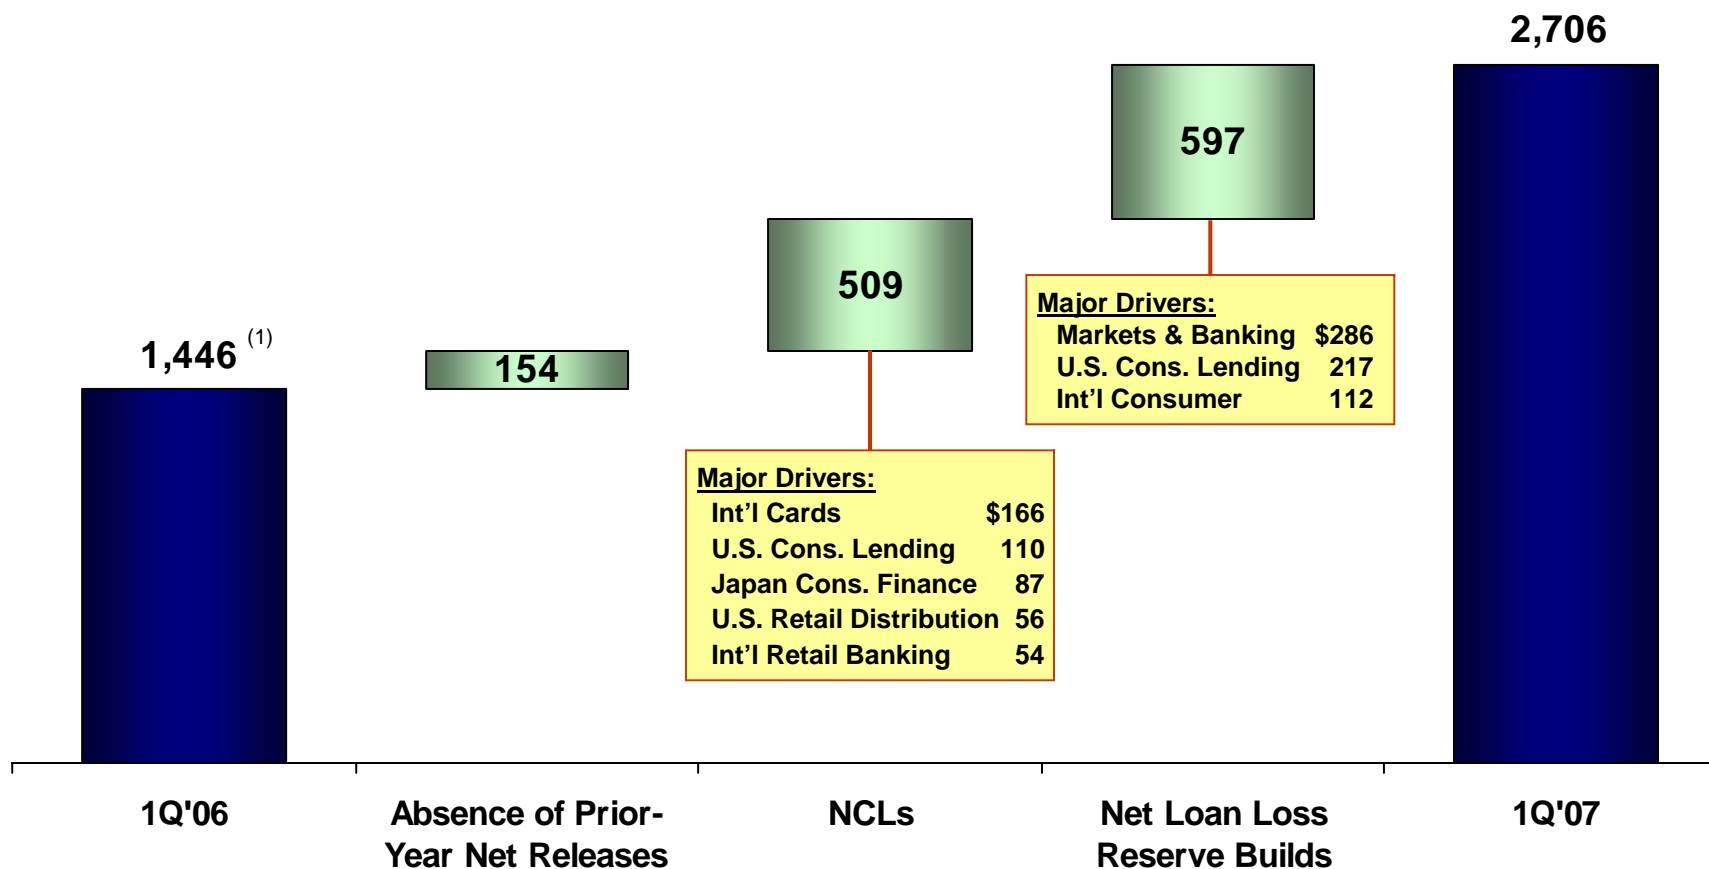 2,706
597
509
1,446 (1)
154
Major Drivers:
Markets & Banking $286
U.S. Cons. Lending 217
Int’l Consumer 112
Major Drivers:
Int’l Cards $166
U.S. Cons. Lending 110
Japan Cons. Finance 87
U.S. Retail Distribution 56
Int’l Retail Banking 54
1Q'06
Absence of Prior-
Year Net Releases
NCLs
Net Loan Loss
Reserve Builds
1Q'07